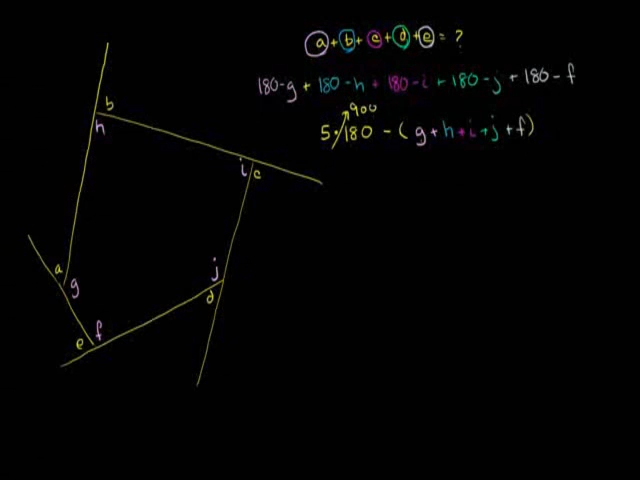 a + b + c + d + e = ?
180-g + 180-h + 180-i + 180-j + 180-f
900
5·180 - ( g+h+i+j+f)
b
h
i c
a
g
j
d
f
e